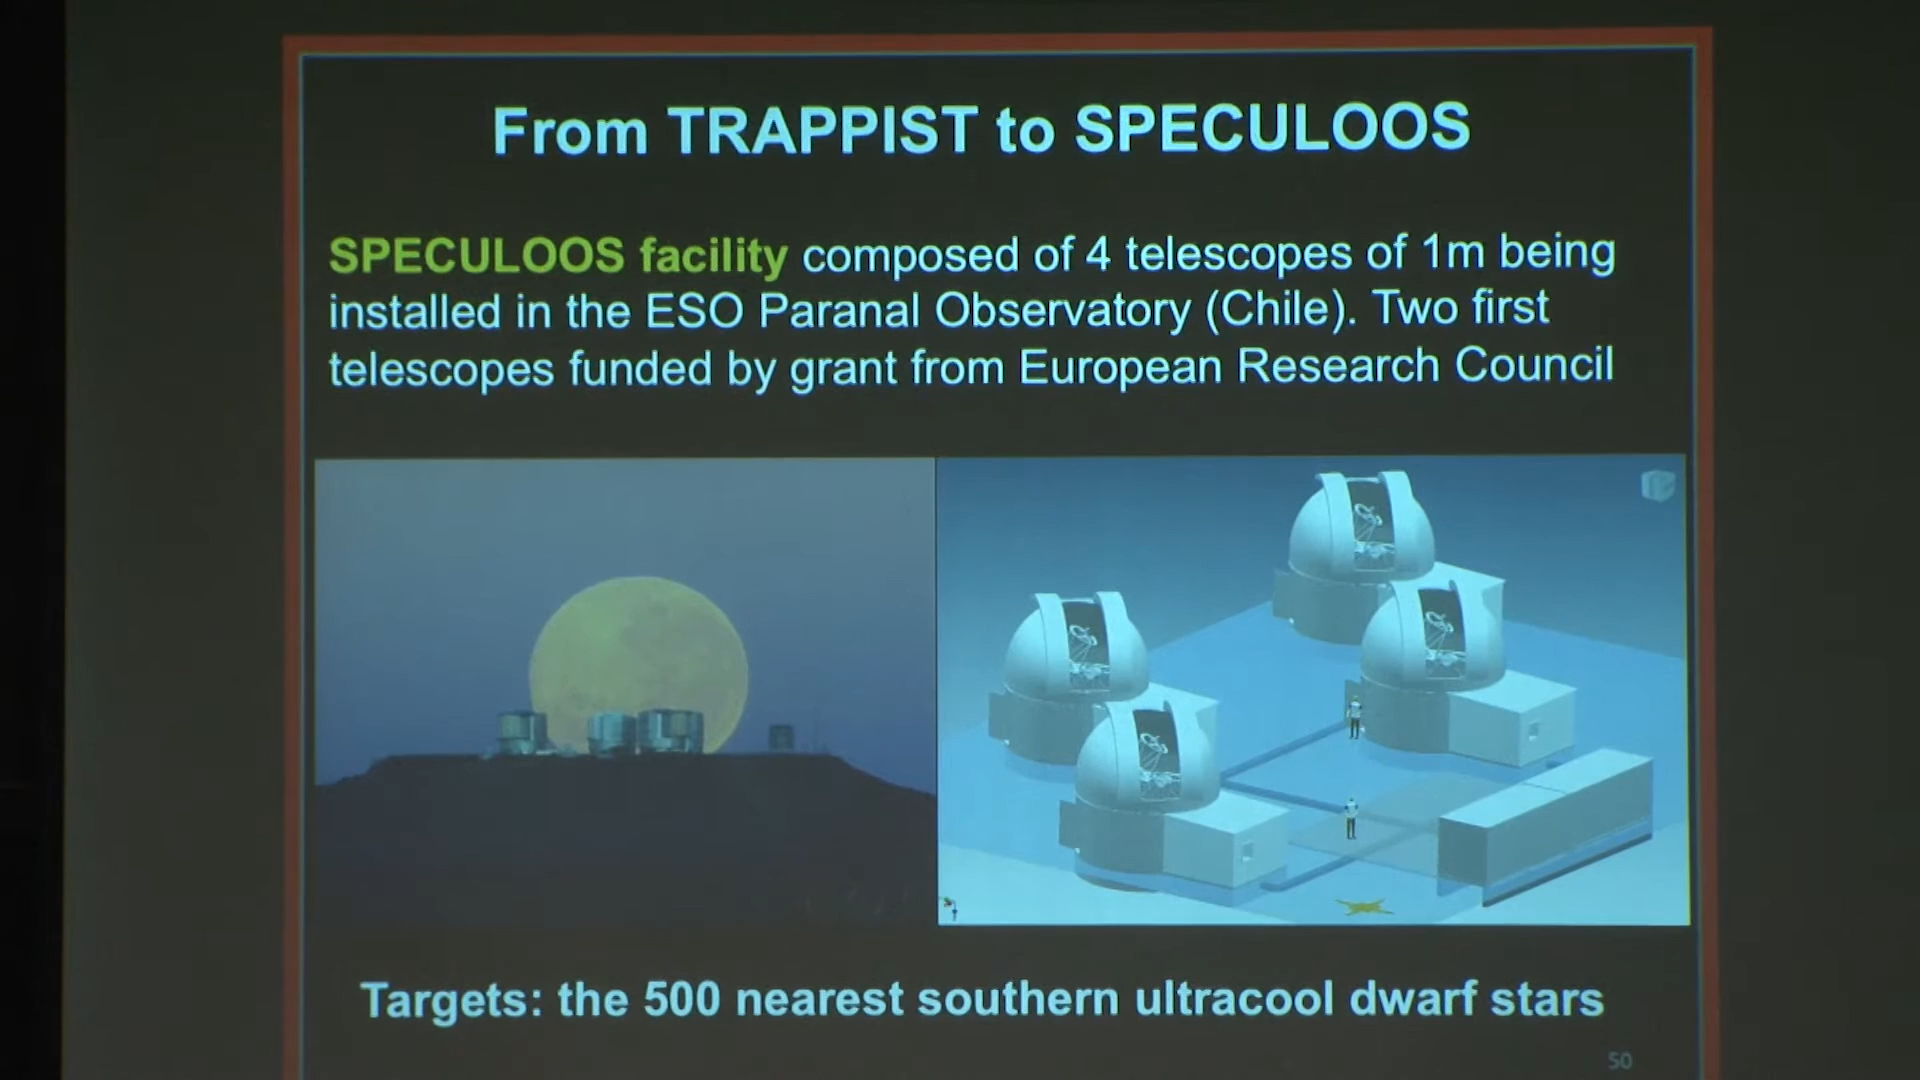 From TRAPPIST to SPECULOOS
SPECULOOS facility composed of 4 telescopes of 1m being
installed in the ESO Paranal Observatory (Chile). Two first
telescopes funded by grant from European Research Council
Targets: the 500 nearest southern ultracool dwarf stars
50